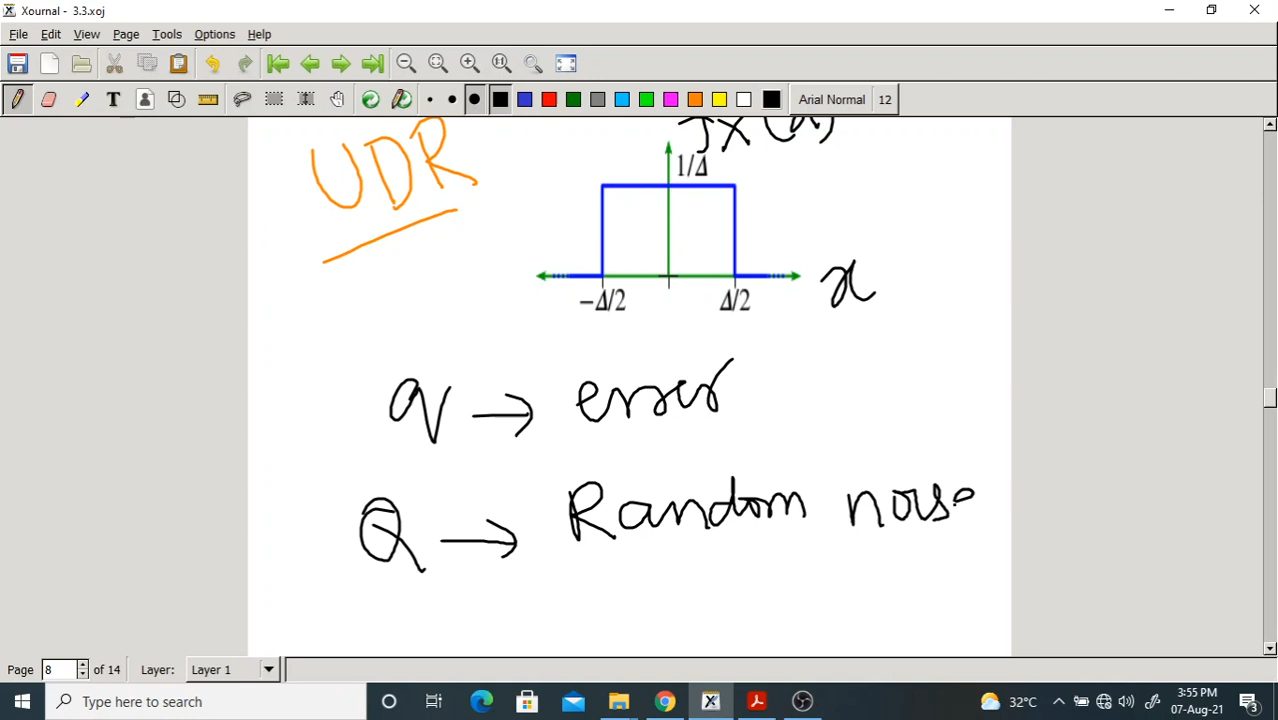 Xournal - 3.3.xoj
File Edit View Page Tools Options Help
Arial Normal 12
UDR
1/Δ
−Δ/2 Δ/2
x
q → error
Q → Random noise
Page 8 of 14 Layer: Layer 1
Type here to search
32°C
3:55 PM
07-Aug-21
3